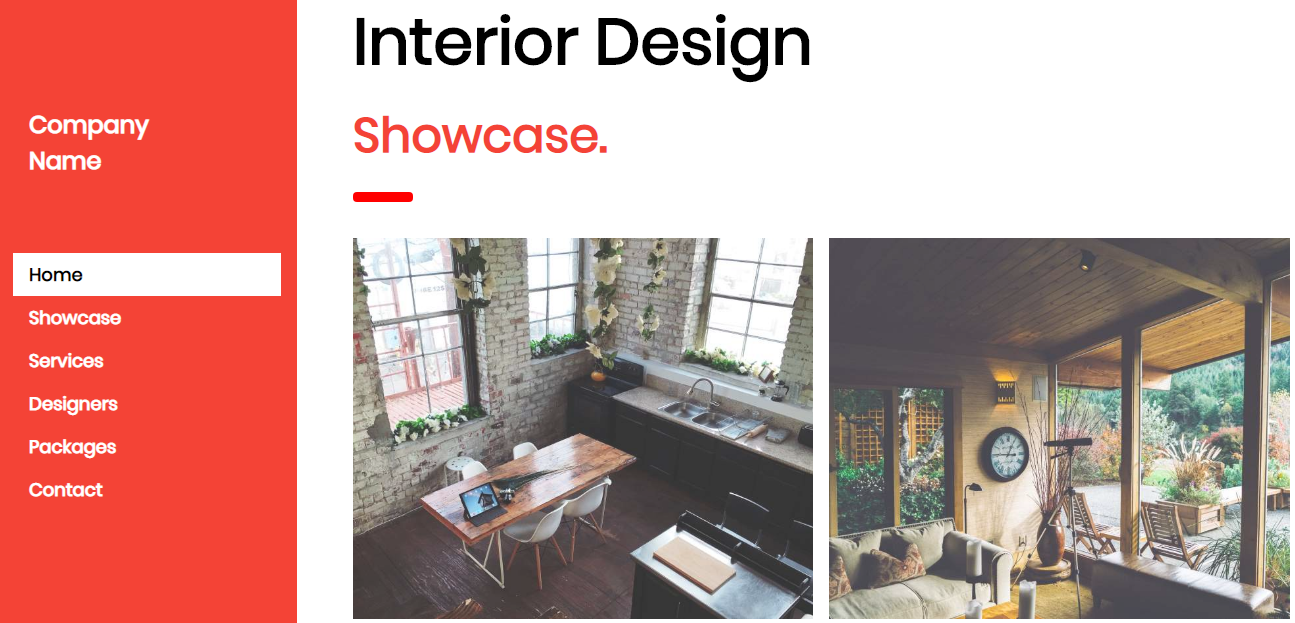 Company
Name
Home
Showcase
Services
Designers
Packages
Contact
Interior Design
Showcase.